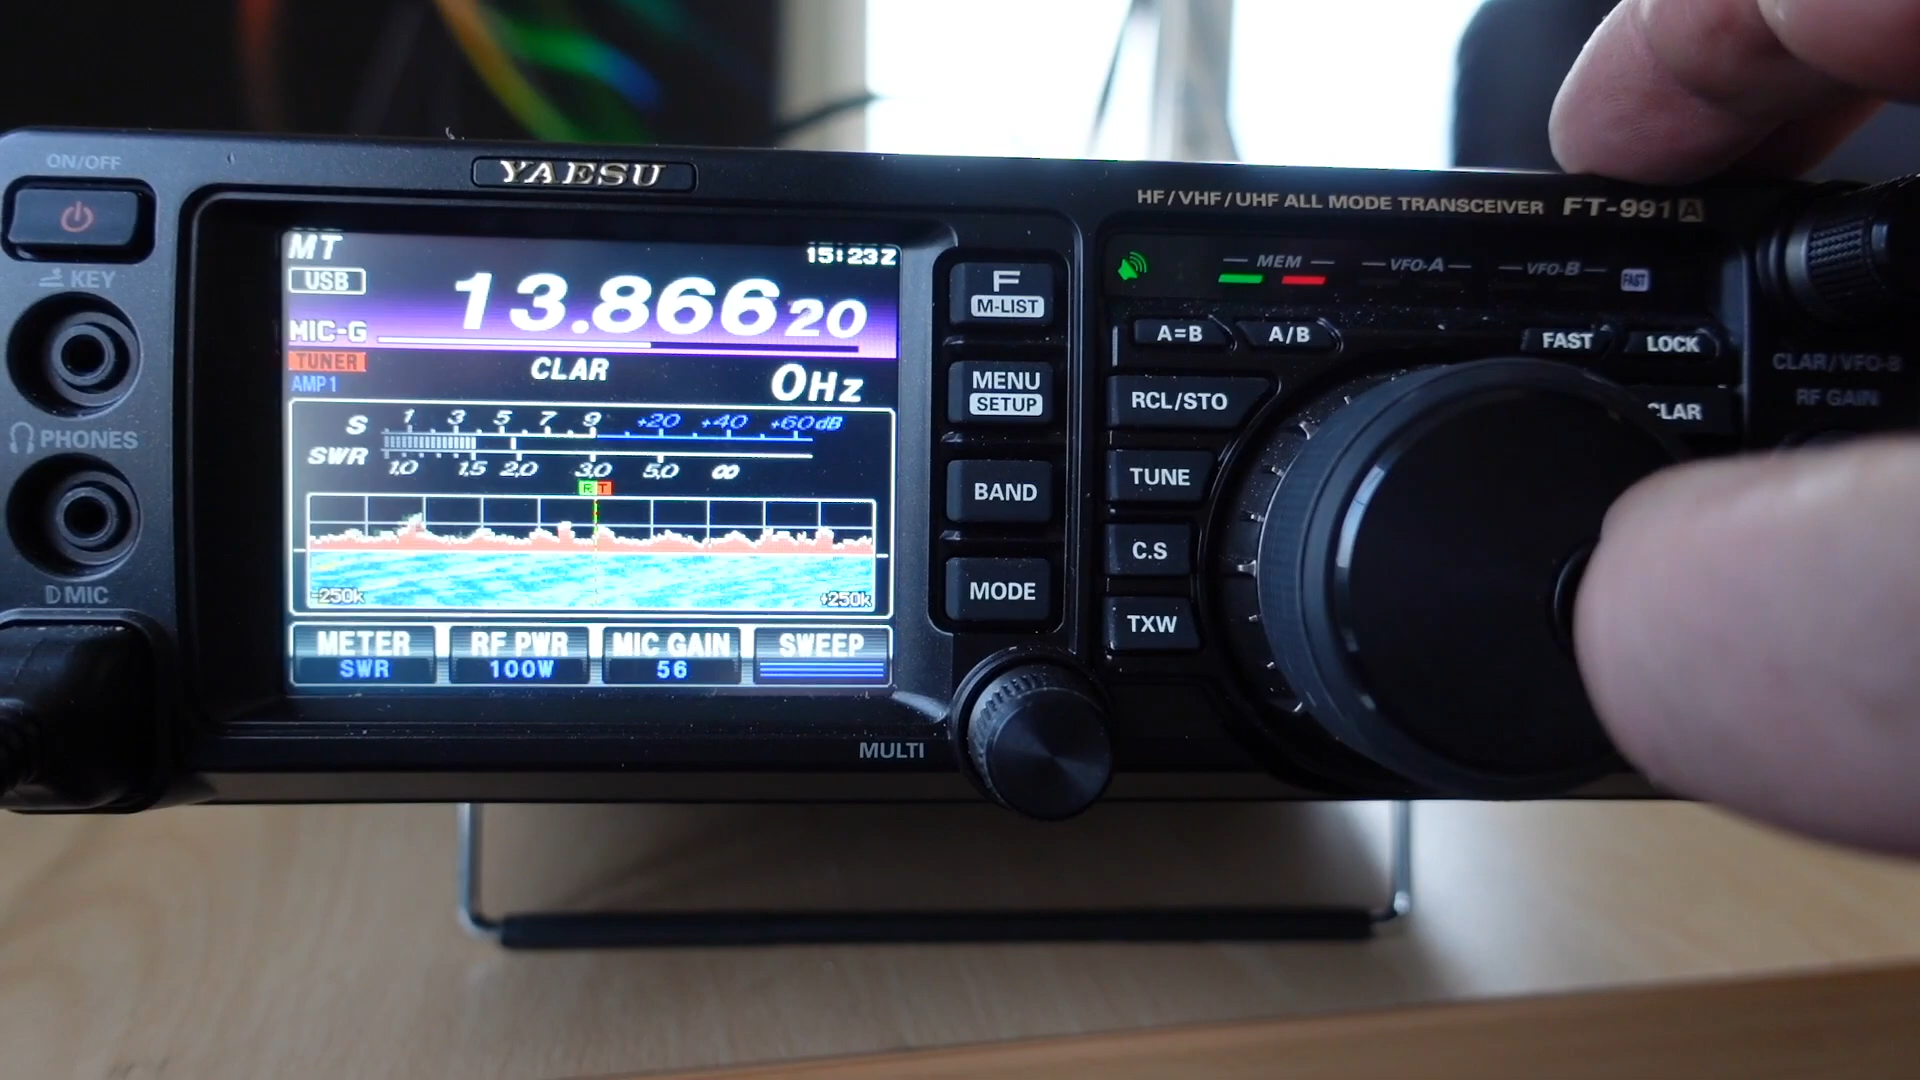 ON/OFF
YAESU
HF/VHF/UHF ALL MODE TRANSCEIVER FT-991A
KEY
PHONES
MIC
MT
15:23Z
USB
13.866 20
MIC-G
TUNER
AMP1
CLAR
0Hz
S 1 3 5 7 9 +20 +40 +60dB
SWR 1.0 1.5 2.0 3.0 5.0 ∞
R T
-250k +250k
METER RF PWR MIC GAIN SWEEP
SWR 100W 56
F
M-LIST
MENU
SETUP
BAND
MODE
MULTI
MEM VFO-A VFO-B FAST
A=B A/B FAST LOCK
RCL/STO
CLAR
TUNE
C.S
TXW
CLAR/VFO-B
RF GAIN